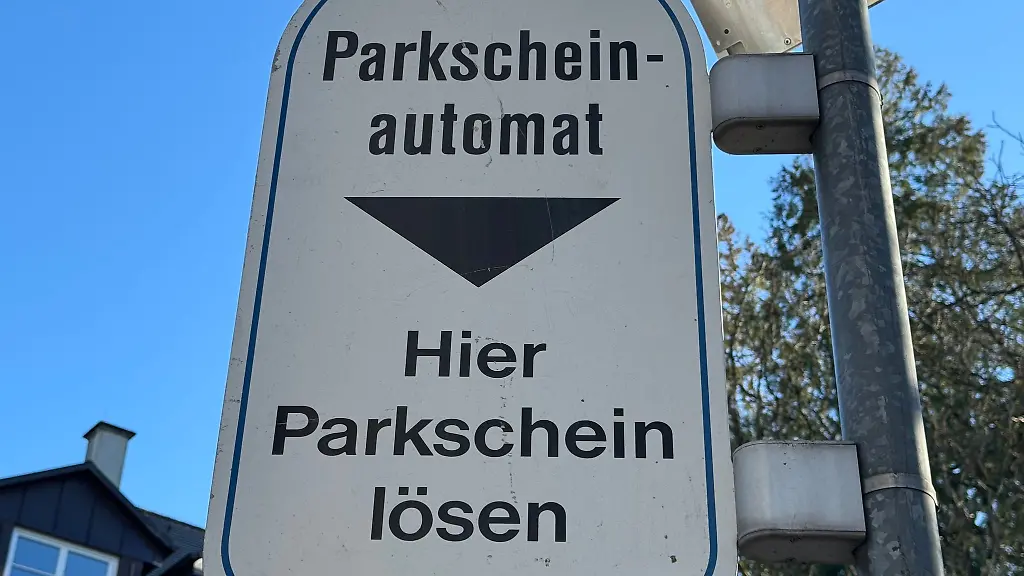 Parkschein-
automat
Hier
Parkschein
lösen